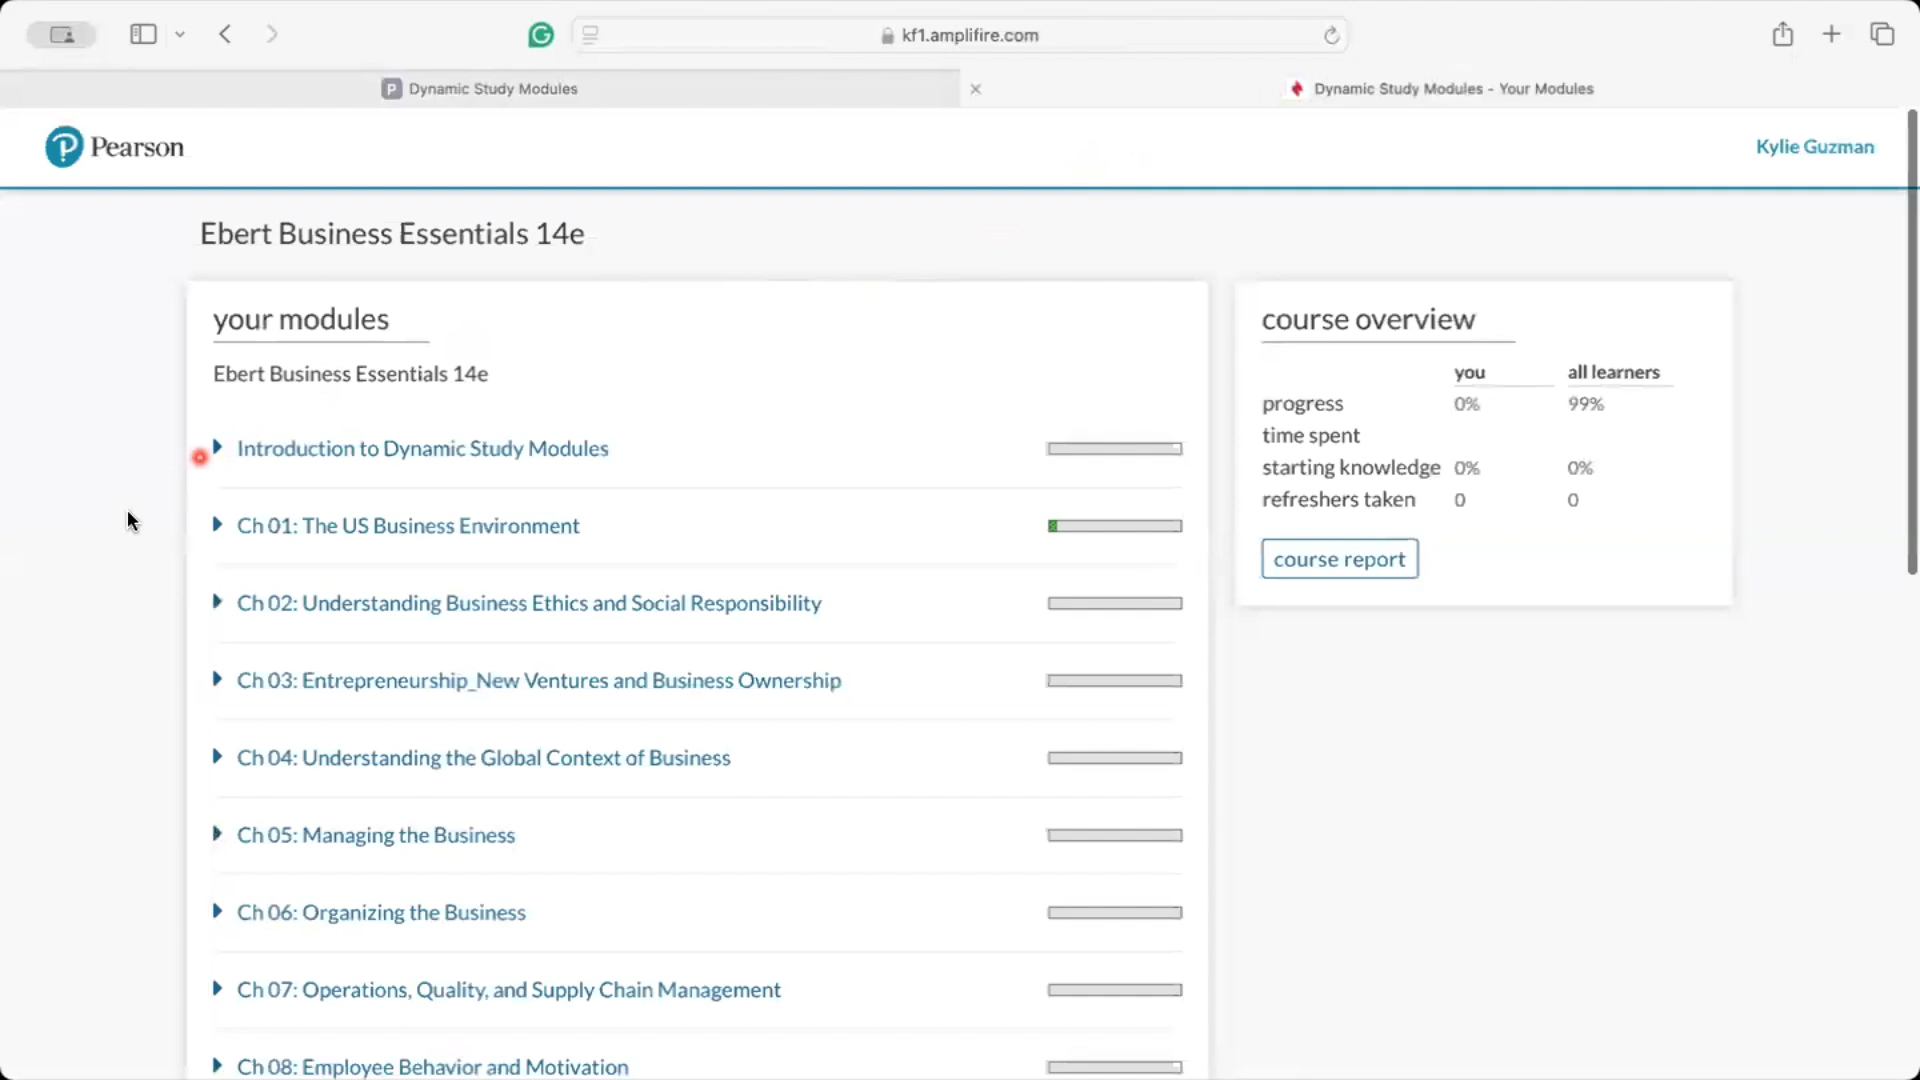 kf1.amplifire.com
Dynamic Study Modules
Dynamic Study Modules - Your Modules
Pearson
Kylie Guzman
Ebert Business Essentials 14e
your modules
Ebert Business Essentials 14e
Introduction to Dynamic Study Modules
Ch 01: The US Business Environment
Ch 02: Understanding Business Ethics and Social Responsibility
Ch 03: Entrepreneurship_New Ventures and Business Ownership
Ch 04: Understanding the Global Context of Business
Ch 05: Managing the Business
Ch 06: Organizing the Business
Ch 07: Operations, Quality, and Supply Chain Management
Ch 08: Employee Behavior and Motivation
course overview
you all learners
progress 0% 99%
time spent
starting knowledge 0% 0%
refreshers taken 0 0
course report